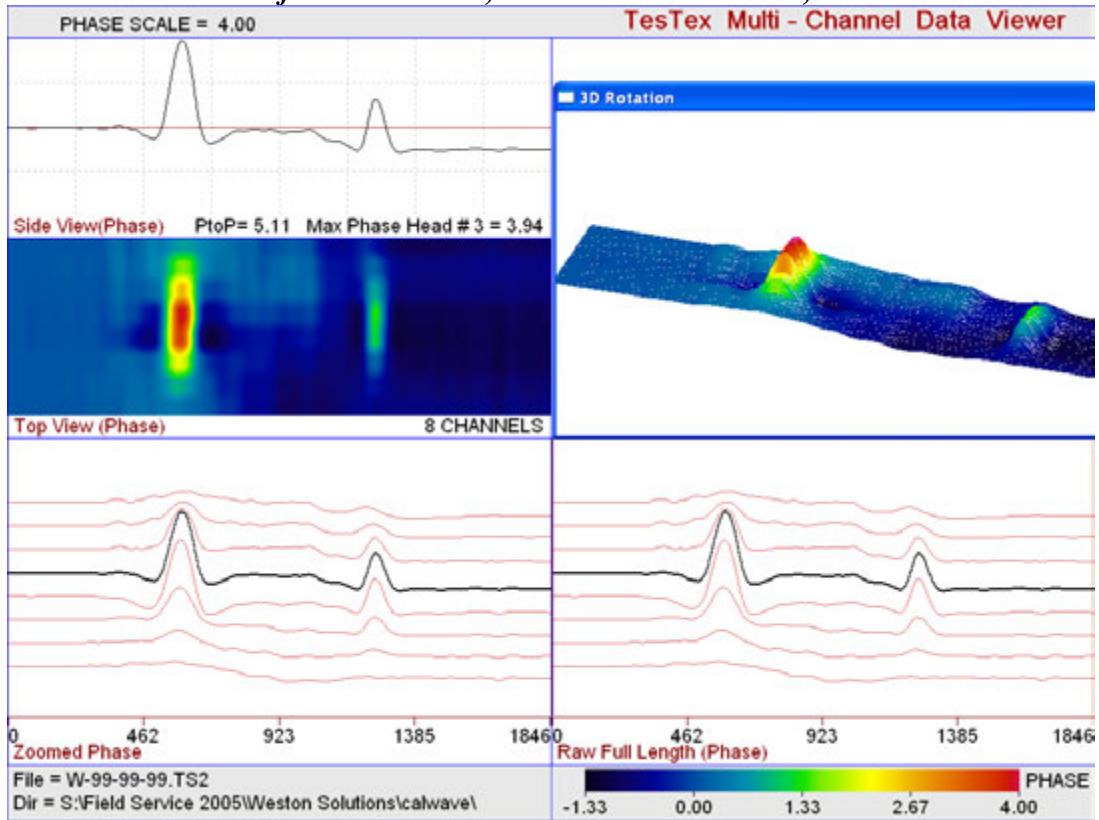 PHASE SCALE = 4.00
TesTex Multi - Channel Data Viewer
3D Rotation
Side View(Phase) PtoP= 5.11 Max Phase Head # 3 = 3.94
Top View (Phase) 8 CHANNELS
0 462 923 1385 1846
Zoomed Phase
0 462 923 1385 1846
Raw Full Length (Phase)
File = W-99-99-99.TS2
Dir = S:\Field Service 2005\Weston Solutions\calwave\
PHASE
-1.33 0.00 1.33 2.67 4.00